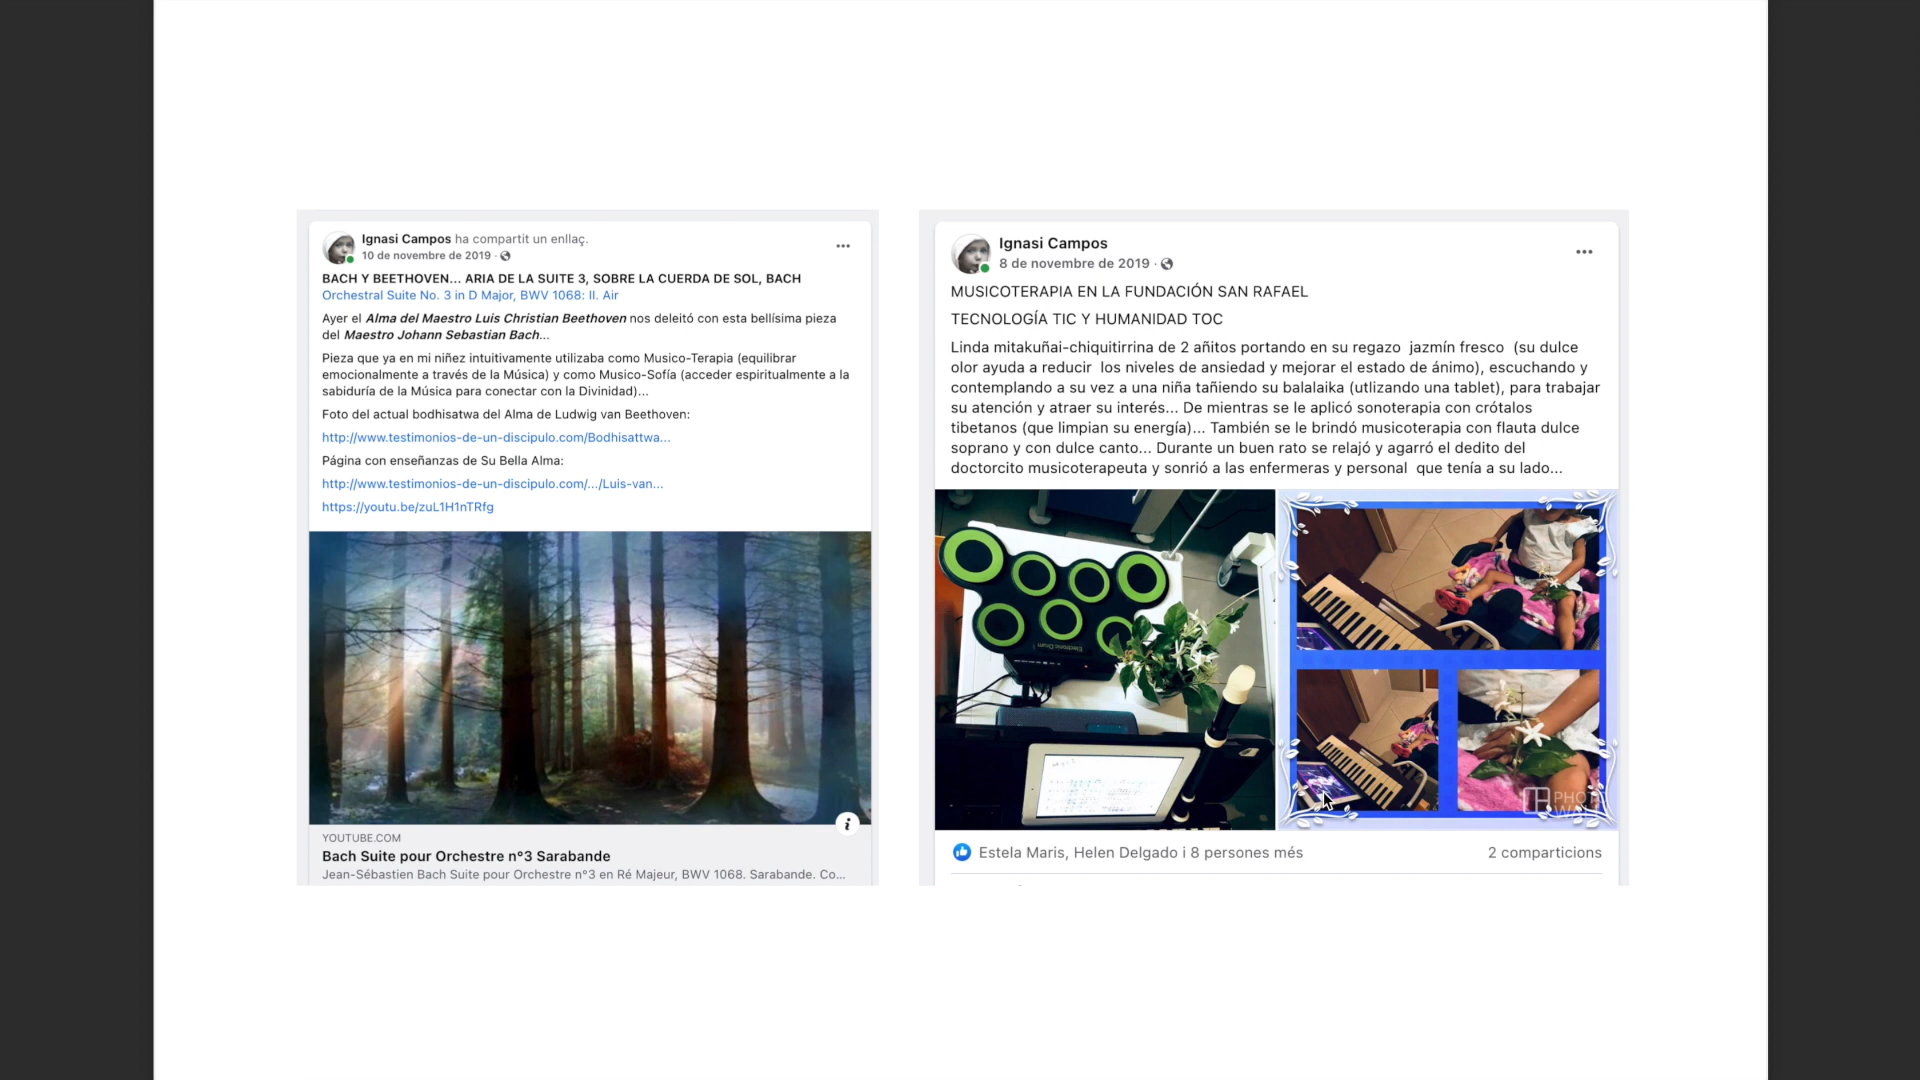 Ignasi Campos ha compartit un enllaç.
10 de novembre de 2019 ·
BACH Y BEETHOVEN... ARIA DE LA SUITE 3, SOBRE LA CUERDA DE SOL, BACH
Orchestral Suite No. 3 in D Major, BWV 1068: II. Air
Ayer el Alma del Maestro Luis Christian Beethoven nos deleitó con esta bellísima pieza
del Maestro Johann Sebastian Bach...
Pieza que ya en mi niñez intuitivamente utilizaba como Musico-Terapia (equilibrar
emocionalmente a través de la Música) y como Musico-Sofía (acceder espiritualmente a la
sabiduría de la Música para conectar con la Divinidad)...
Foto del actual bodhisatwa del Alma de Ludwig van Beethoven:
http://www.testimonios-de-un-discipulo.com/Bodhisattwa...
Página con enseñanzas de Su Bella Alma:
http://www.testimonios-de-un-discipulo.com/.../Luis-van...
https://youtu.be/zuL1H1nTRfg
YOUTUBE.COM
Bach Suite pour Orchestre n°3 Sarabande
Jean-Sébastien Bach Suite pour Orchestre n°3 en Ré Majeur, BWV 1068. Sarabande. Co...
Ignasi Campos
8 de novembre de 2019 ·
MUSICOTERAPIA EN LA FUNDACIÓN SAN RAFAEL
TECNOLOGÍA TIC Y HUMANIDAD TOC
Linda mitakuñai-chiquitirrina de 2 añitos portando en su regazo jazmín fresco (su dulce
olor ayuda a reducir los niveles de ansiedad y mejorar el estado de ánimo), escuchando y
contemplando a su vez a una niña tañiendo su balalaika (utlizando una tablet), para trabajar
su atención y atraer su interés... De mientras se le aplicó sonoterapia con crótalos
tibetanos (que limpian su energía)... También se le brindó musicoterapia con flauta dulce
soprano y con dulce canto... Durante un buen rato se relajó y agarró el dedito del
doctorcito musicoterapeuta y sonrió a las enfermeras y personal que tenía a su lado...
Electronic Drum
PHOTO
Estela Maris, Helen Delgado i 8 persones més
2 comparticions